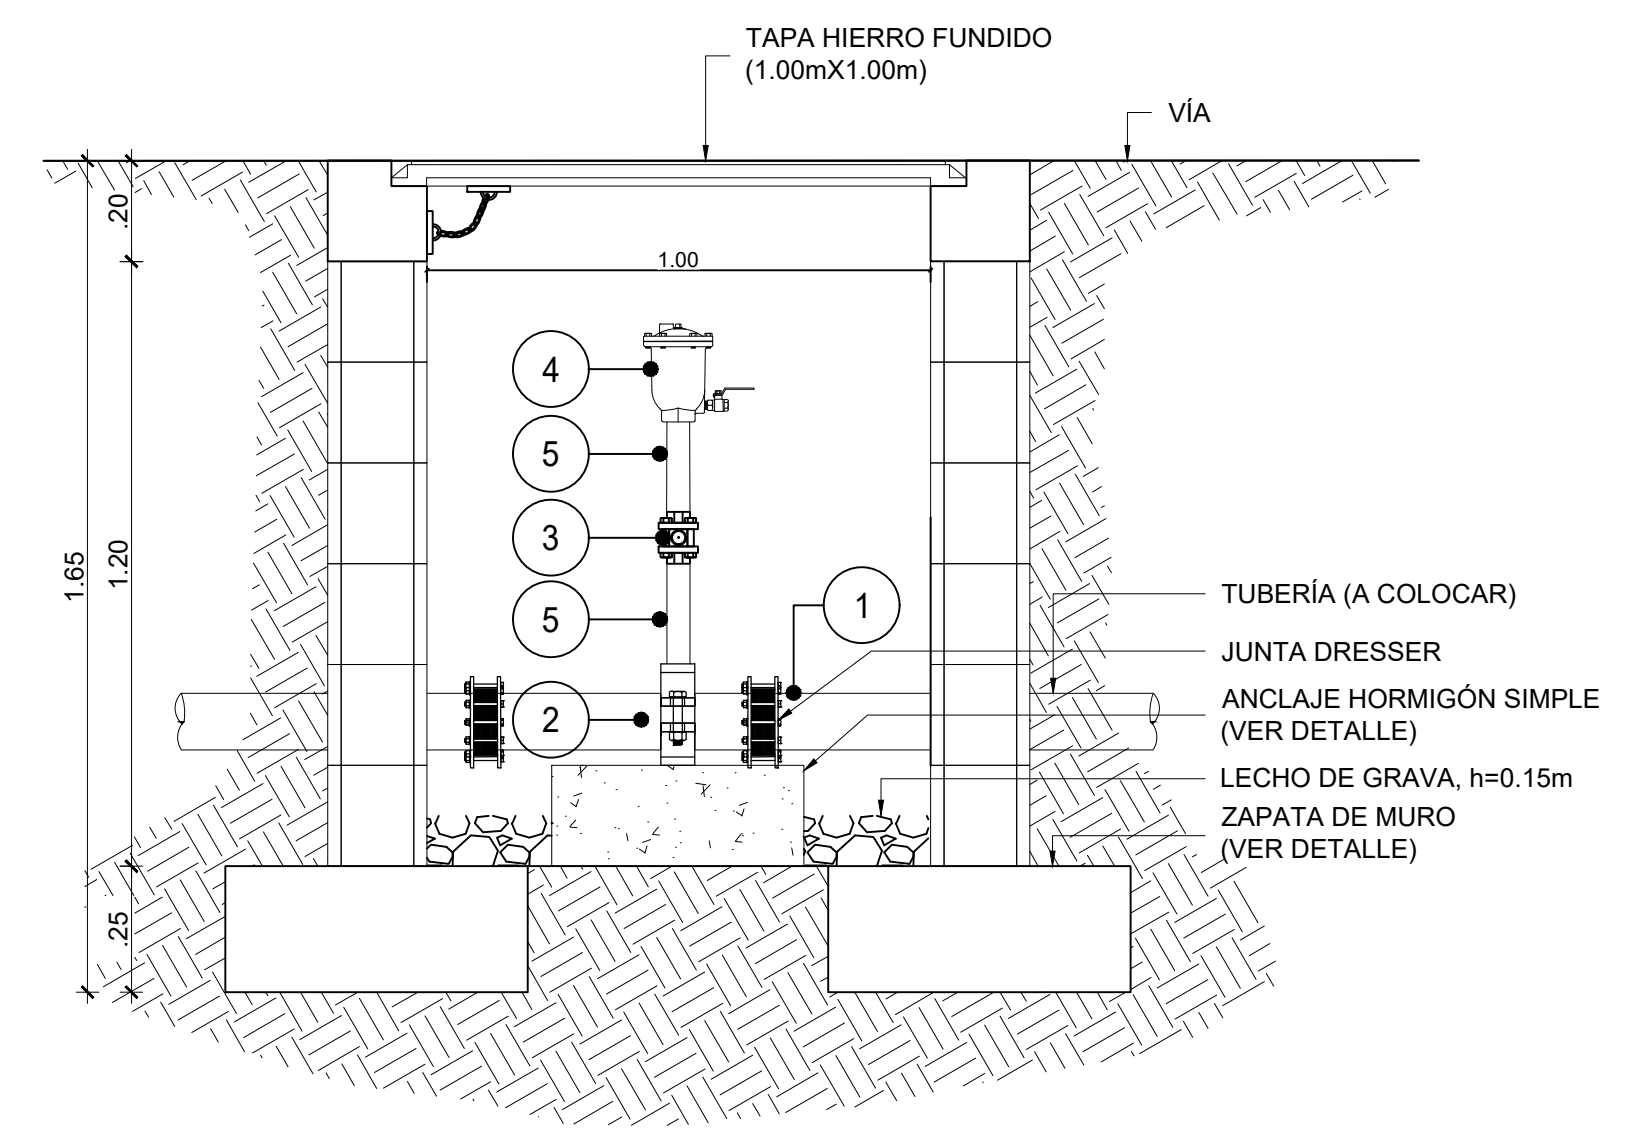 TAPA HIERRO FUNDIDO
(1.00mX1.00m)
VÍA
.20
1.00
4
5
3
1.20
1.65
5
1
TUBERÍA (A COLOCAR)
JUNTA DRESSER
2
ANCLAJE HORMIGÓN SIMPLE
(VER DETALLE)
LECHO DE GRAVA, h=0.15m
ZAPATA DE MURO
(VER DETALLE)
.25